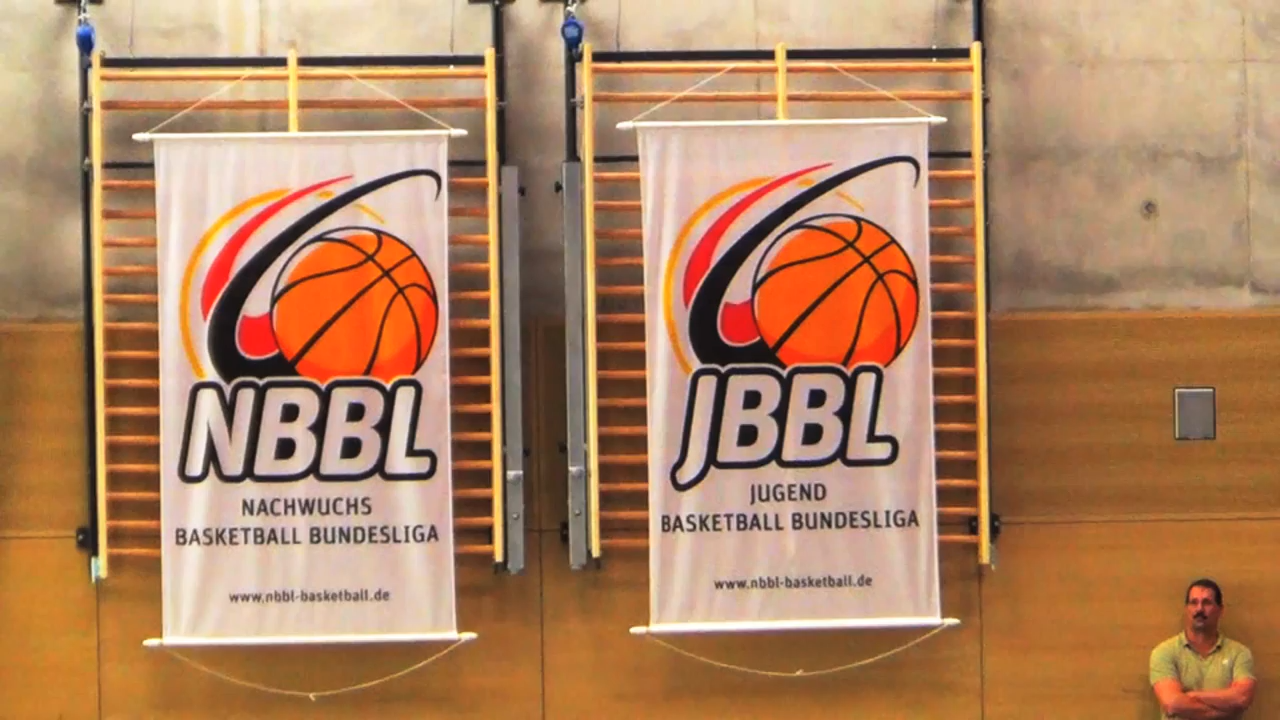 NBBL
NACHWUCHS
BASKETBALL BUNDESLIGA
www.nbbl-basketball.de
JBBL
JUGEND
BASKETBALL BUNDESLIGA
www.nbbl-basketball.de